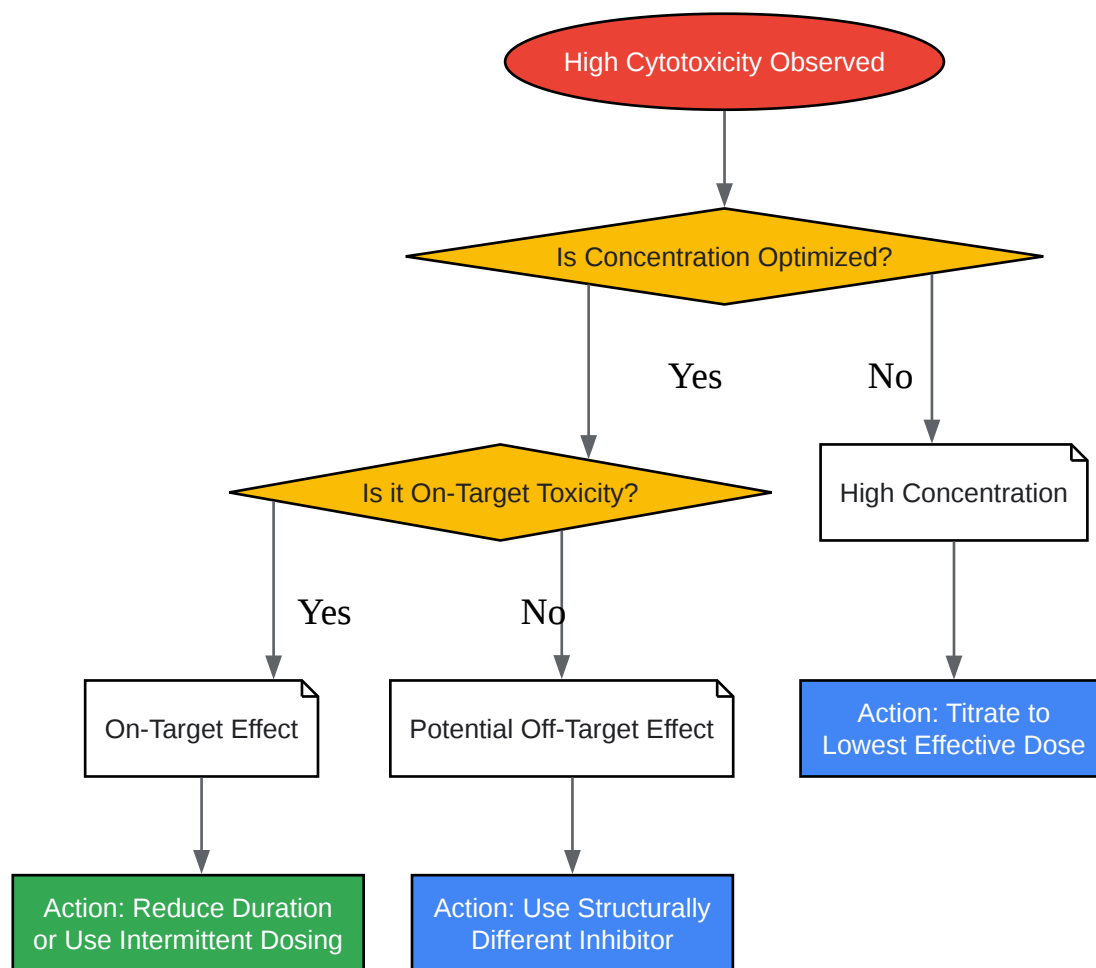 High Cytotoxicity Observed
Is Concentration Optimized?
Yes
No
Is it On-Target Toxicity?
High Concentration
Yes
No
On-Target Effect
Potential Off-Target Effect
Action: Titrate to
Lowest Effective Dose
Action: Reduce Duration
or Use Intermittent Dosing
Action: Use Structurally
Different Inhibitor